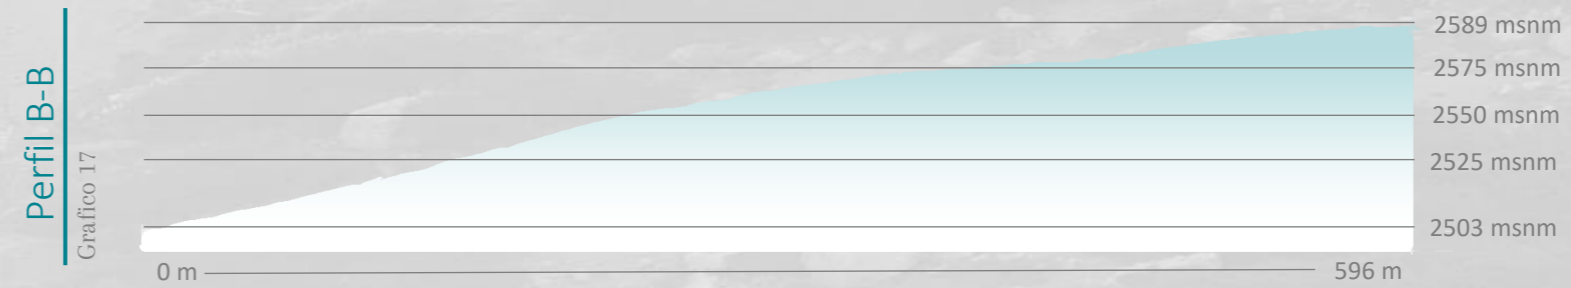 Perfil B-B
Grafico 17
2589 msnm
2575 msnm
2550 msnm
2525 msnm
2503 msnm
0 m
596 m